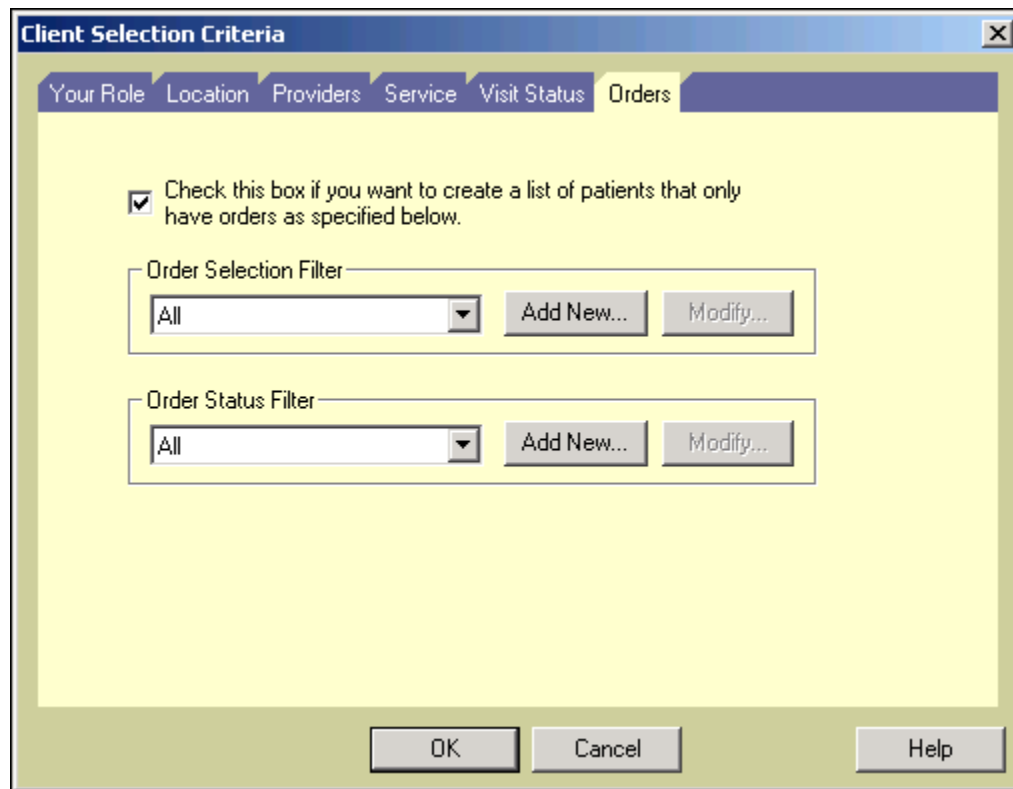 Client Selection Criteria
Your Role Location Providers Service Visit Status Orders
Check this box if you want to create a list of patients that only
have orders as specified below.
Order Selection Filter
All Add New... Modify...
Order Status Filter
All Add New... Modify...
OK Cancel Help